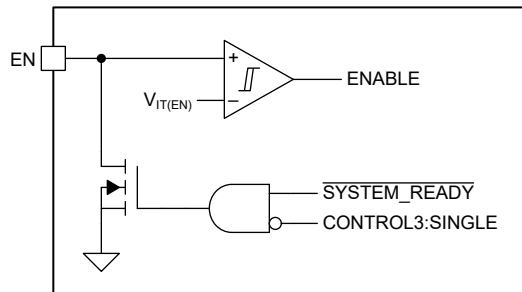 EN
+
ENABLE
V_IT(EN)
−
SYSTEM_READY
CONTROL3:SINGLE